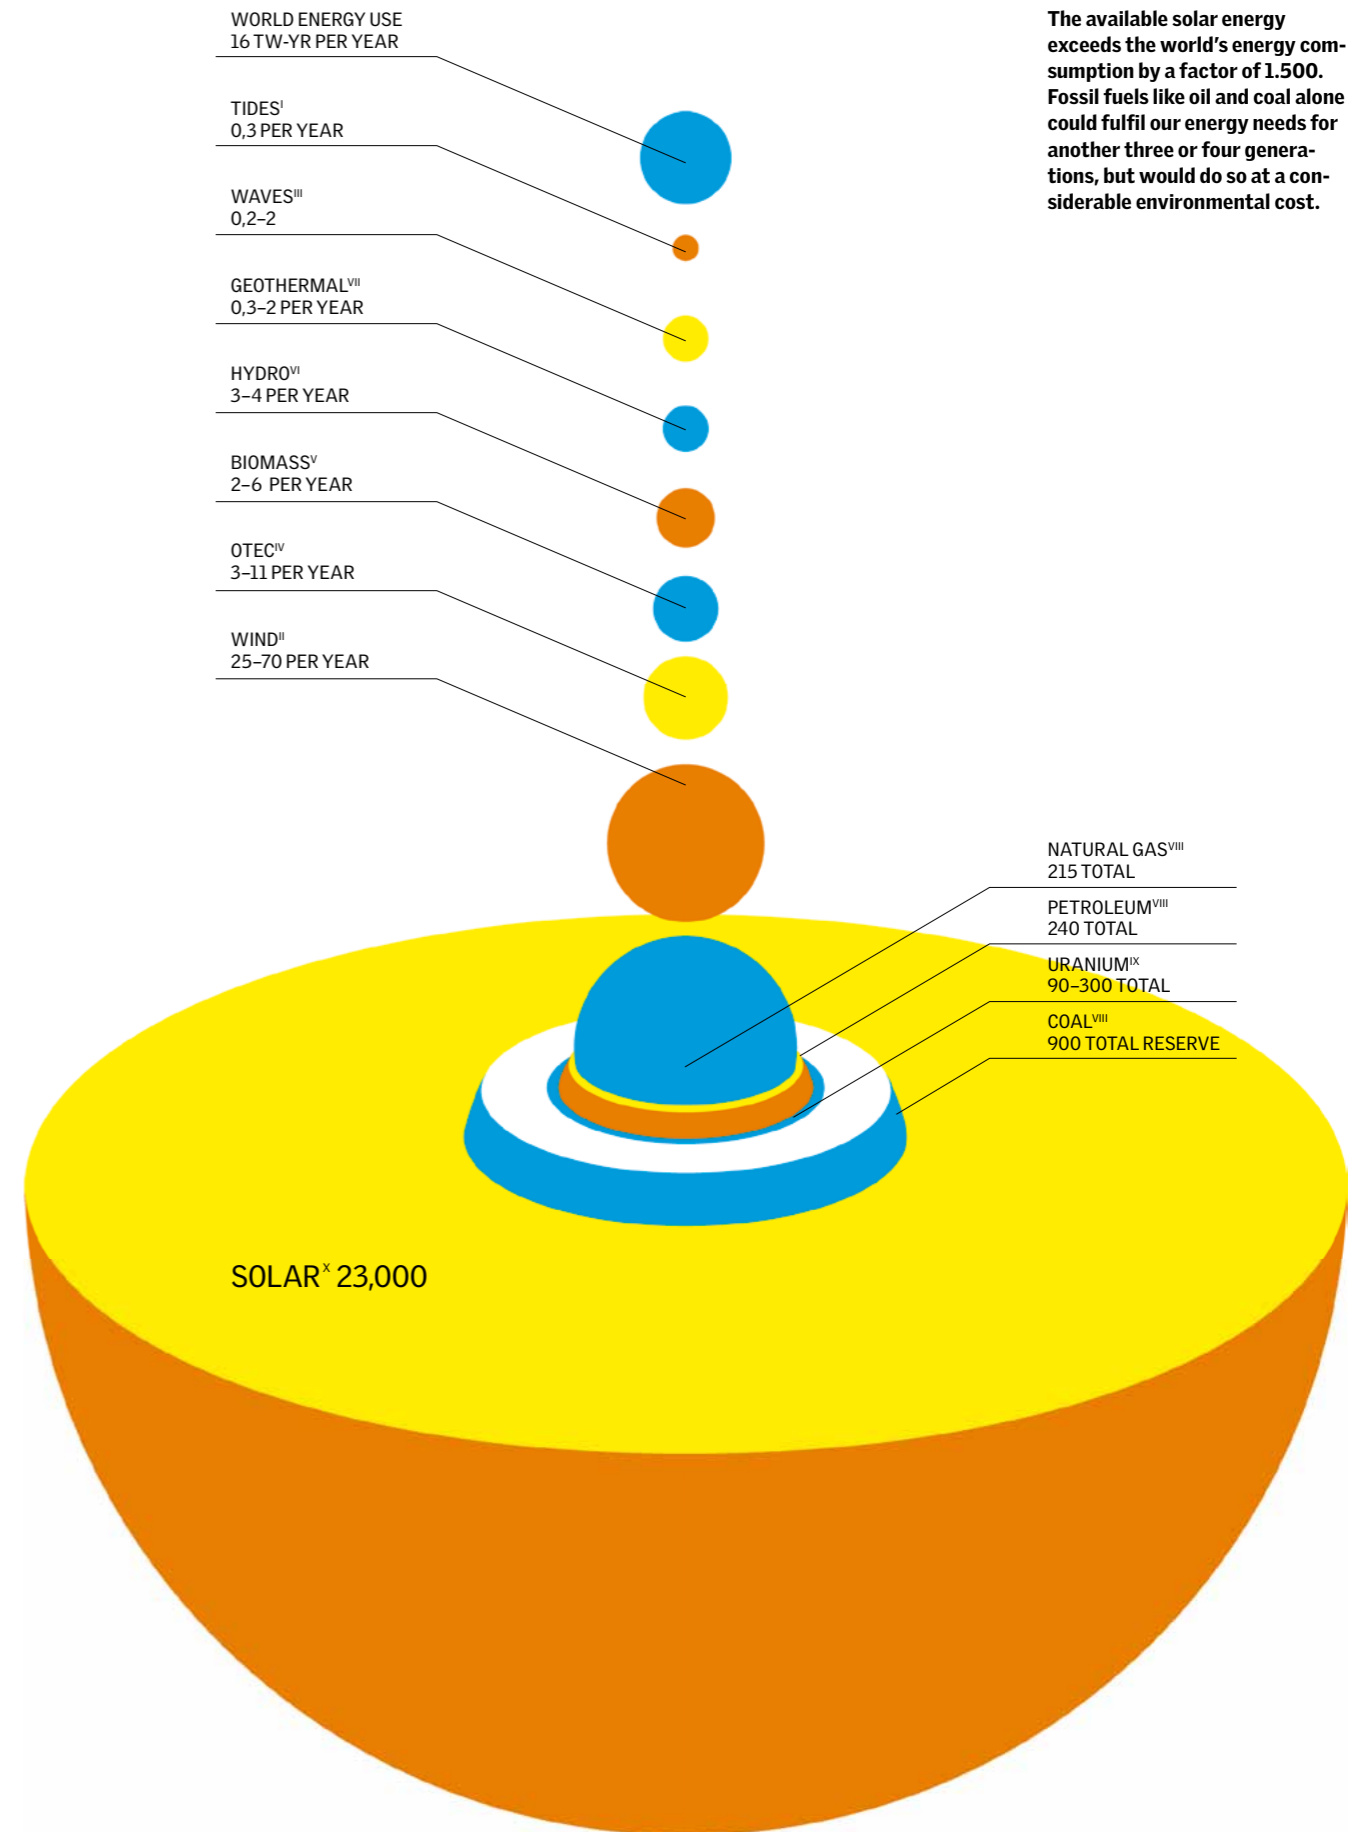 WORLD ENERGY USE
16 TW-YR PER YEAR
TIDESᴵ
0,3 PER YEAR
WAVESᴵᴵᴵ
0,2–2
GEOTHERMALⱽᴵᴵ
0,3–2 PER YEAR
HYDROⱽᴵ
3–4 PER YEAR
BIOMASSⱽ
2–6 PER YEAR
OTECᴵⱽ
3–11 PER YEAR
WINDᴵᴵ
25–70 PER YEAR
The available solar energy
exceeds the world's energy com-
sumption by a factor of 1.500.
Fossil fuels like oil and coal alone
could fulfil our energy needs for
another three or four genera-
tions, but would do so at a con-
siderable environmental cost.
NATURAL GASⱽᴵᴵᴵ
215 TOTAL
PETROLEUMⱽᴵᴵᴵ
240 TOTAL
URANIUMᴵˣ
90–300 TOTAL
COALⱽᴵᴵᴵ
900 TOTAL RESERVE
SOLARˣ 23,000